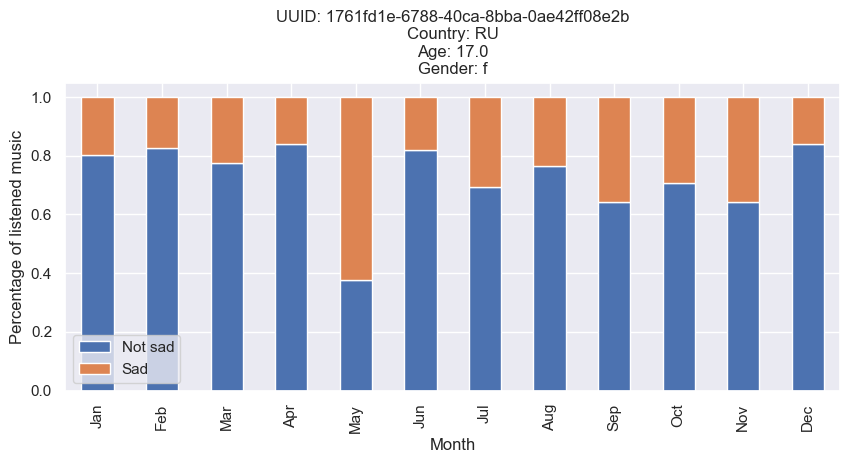 UUID: 1761fd1e-6788-40ca-8bba-0ae42ff08e2b
Country: RU
Age: 17.0
Gender: f
Percentage of listened music
1.0
0.8
0.6
0.4
0.2
0.0
Not sad
Sad
Jan
Feb
Mar
Apr
May
Jun
Jul
Aug
Sep
Oct
Nov
Dec
Month